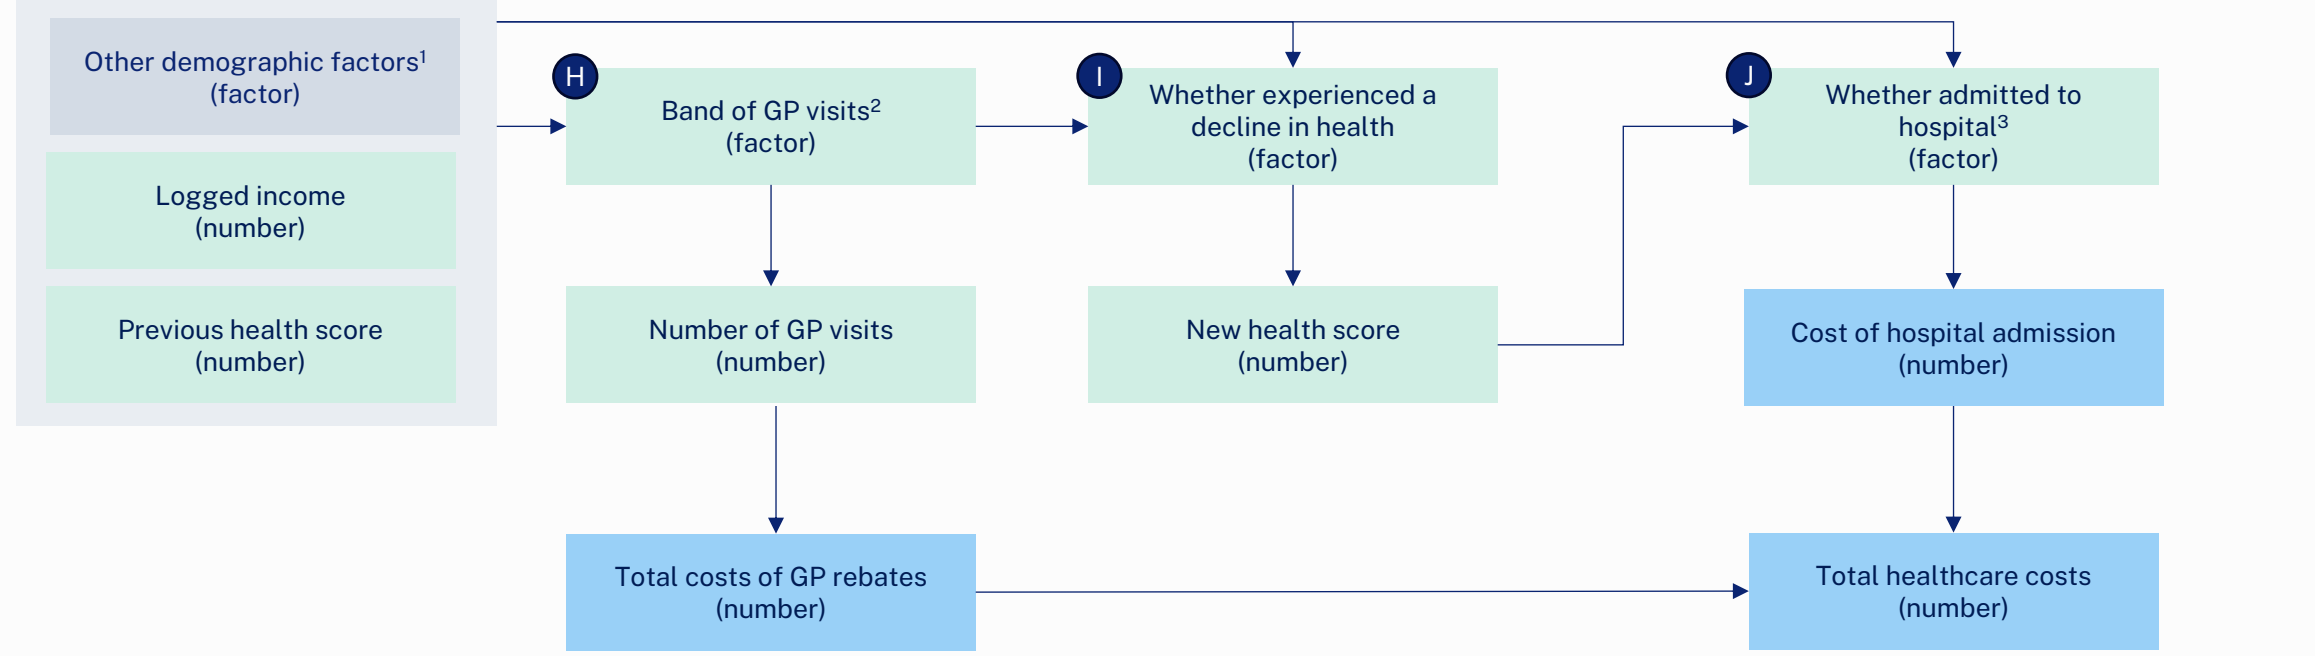 Other demographic factors¹
(factor)
Logged income
(number)
Previous health score
(number)
H
Band of GP visits²
(factor)
Number of GP visits
(number)
Total costs of GP rebates
(number)
I
Whether experienced a
decline in health
(factor)
New health score
(number)
J
Whether admitted to
hospital³
(factor)
Cost of hospital admission
(number)
Total healthcare costs
(number)